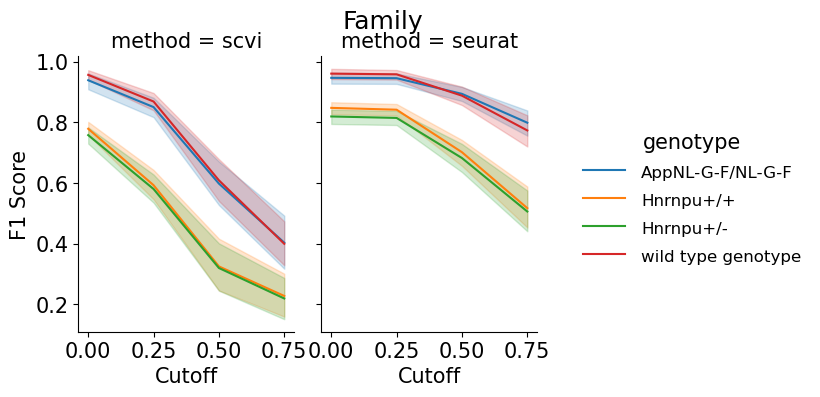 Family
method = scvi
method = seurat
F1 Score
1.0
0.8
0.6
0.4
0.2
0.00 0.25 0.50 0.75
0.00 0.25 0.50 0.75
Cutoff
Cutoff
genotype
AppNL-G-F/NL-G-F
Hnrnpu+/+
Hnrnpu+/-
wild type genotype